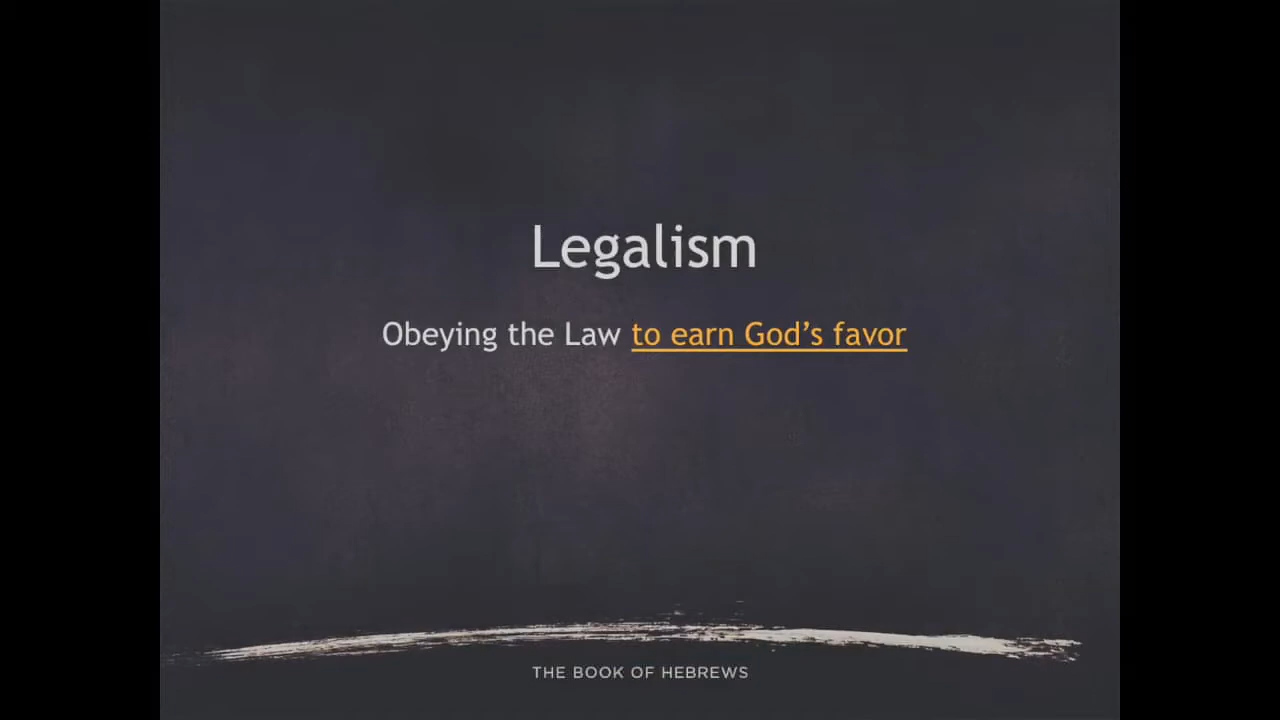 Legalism
Obeying the Law to earn God’s favor
THE BOOK OF HEBREWS